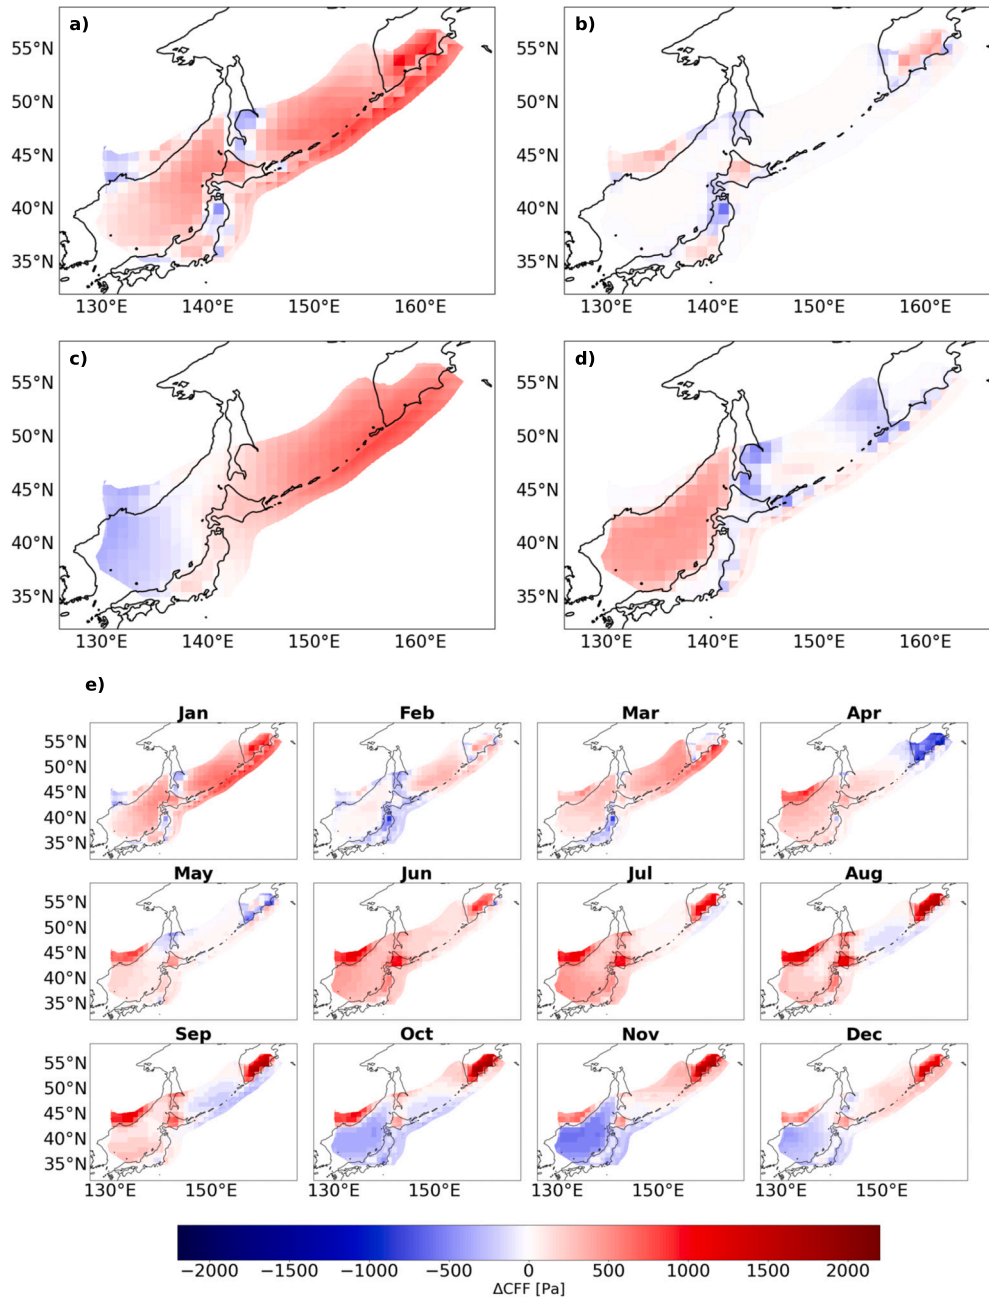 a) b)
55°N 55°N
50°N 50°N
45°N 45°N
40°N 40°N
35°N 35°N
130°E 140°E 150°E 160°E 130°E 140°E 150°E 160°E
c) d)
55°N 55°N
50°N 50°N
45°N 45°N
40°N 40°N
35°N 35°N
130°E 140°E 150°E 160°E 130°E 140°E 150°E 160°E
e)
Jan Feb Mar Apr
55°N
50°N
45°N
40°N
35°N
May Jun Jul Aug
55°N
50°N
45°N
40°N
35°N
Sep Oct Nov Dec
55°N
50°N
45°N
40°N
35°N
130°E 150°E 130°E 150°E 130°E 150°E 130°E 150°E
−2000 −1500 −1000 −500 0 500 1000 1500 2000
ΔCFF [Pa]